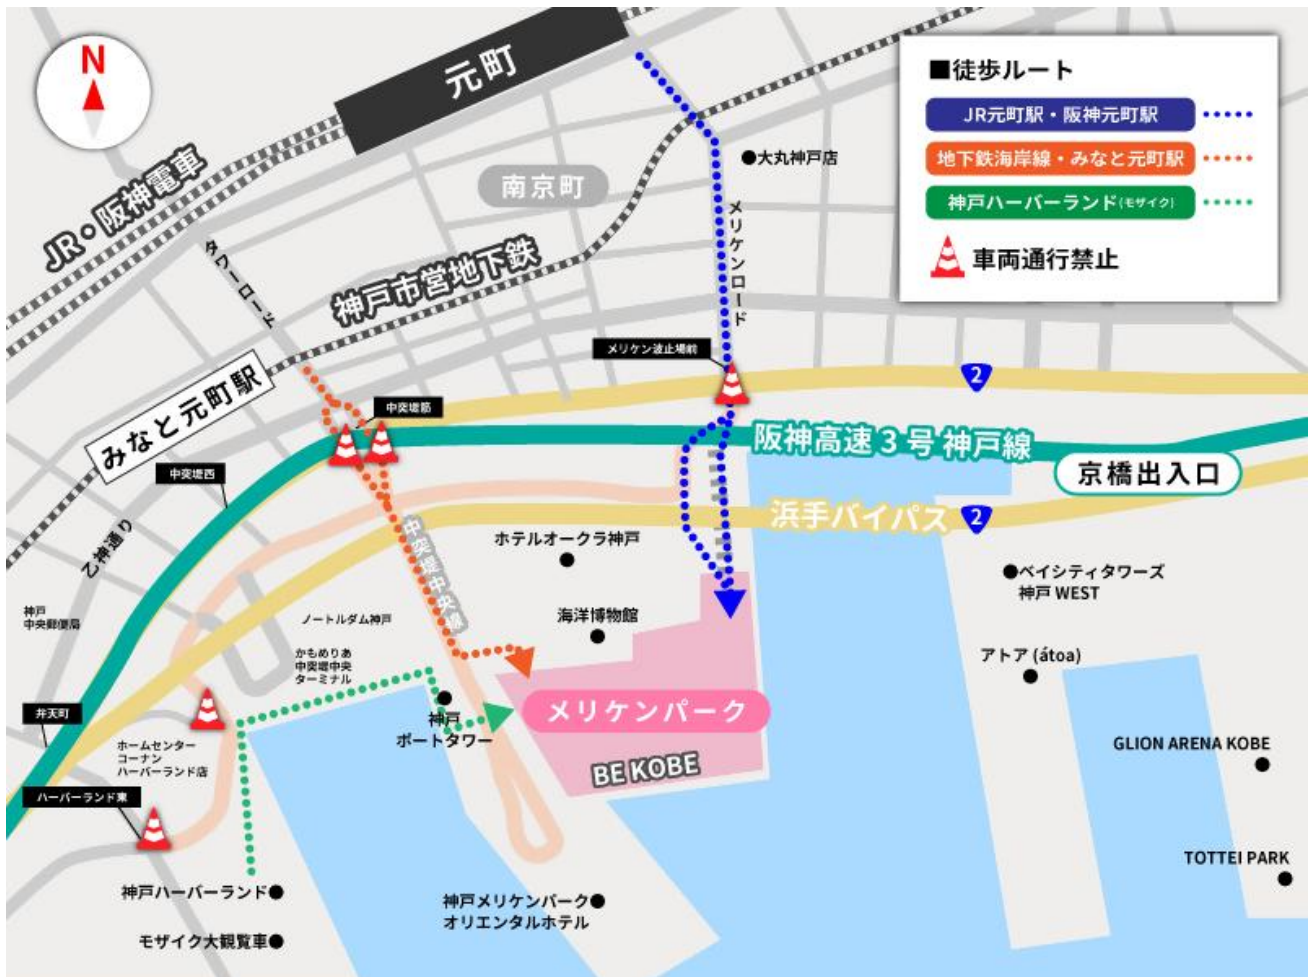 N
元町
JR・阪神電車
南京町
大丸神戸店
タワーロード
メリケンロード
神戸市営地下鉄
みなと元町駅
■徒歩ルート
JR元町駅・阪神元町駅
地下鉄海岸線・みなと元町駅
神戸ハーバーランド(モザイク)
車両通行禁止
メリケン波止場前
中突堤筋
2
阪神高速3号 神戸線
京橋出入口
中突堤西
乙神通り
浜手バイパス
2
中突堤中央線
ホテルオークラ神戸
海洋博物館
ベイシティタワーズ
神戸 WEST
アトア (átoa)
神戸
中央郵便局
ノートルダム神戸
かもめりあ
中突堤中央
ターミナル
弁天町
ホームセンター
コーナン
ハーバーランド店
ハーバーランド東
神戸
ポートタワー
メリケンパーク
BE KOBE
GLION ARENA KOBE
TOTTEI PARK
神戸ハーバーランド
モザイク大観覧車
神戸メリケンパーク
オリエンタルホテル